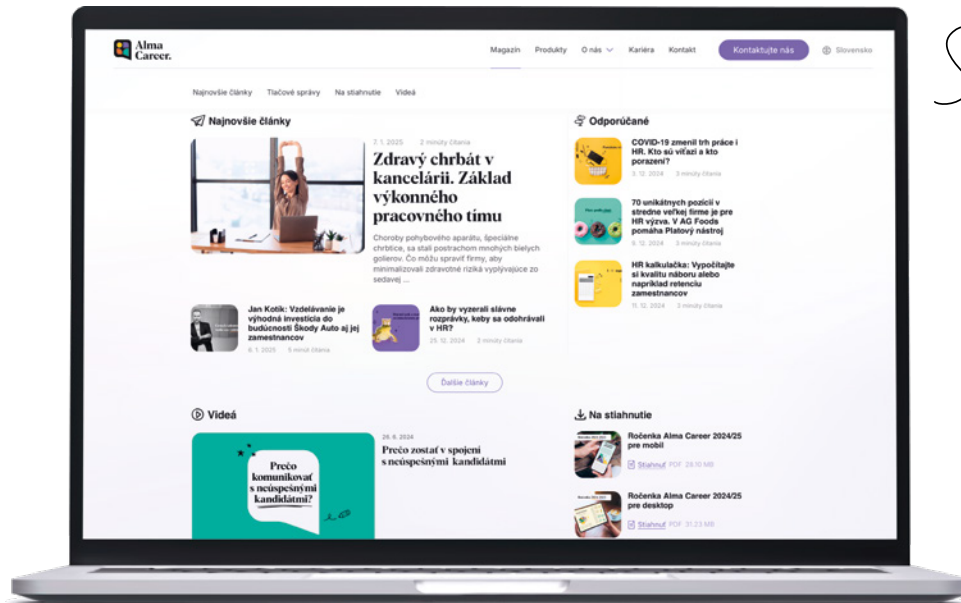 Alma
Career.
Magazín Produkty O nás Kariéra Kontakt Kontaktujte nás Slovensko
Najnovšie články Tlačové správy Na stiahnutie Videá
Najnovšie články
7. 1. 2025 2 minúty čítania
Zdravý chrbát v
kancelárii. Základ
výkonného
pracovného tímu
Choroby pohybového aparátu, špeciálne
chrbtice, sa stali postrachom mnohých bielych
golierov. Čo môžu spraviť firmy, aby
minimalizovali zdravotné riziká vyplývajúce zo
sedavej ...
Jan Kotík: Vzdelávanie je
výhodná investícia do
budúcnosti Škody Auto aj jej
zamestnancov
6. 1. 2025 5 minút čítania
Ako by vyzerali slávne
rozprávky, keby sa odohrávali
v HR?
25. 12. 2024 2 minúty čítania
Ďalšie články
Odporúčané
COVID-19 zmenil trh práce i
HR. Kto sú víťazi a kto
porazení?
3. 12. 2024 3 minúty čítania
70 unikátnych pozícií v
stredne veľkej firme je pre
HR výzva. V AG Foods
pomáha Platový nástroj
6. 12. 2024 3 minúty čítania
HR kalkulačka: Vypočítajte
si kvalitu náboru alebo
napríklad retenciu
zamestnancov
11. 12. 2024 3 minúty čítania
Videá
Prečo
komunikovať
s neúspešnými
kandidátmi?
26. 6. 2024
Prečo zostať v spojení
s neúspešnými kandidátmi
Na stiahnutie
Ročenka Alma Career 2024/25
pre mobil
Stiahnuť PDF 28.10 MB
Ročenka Alma Career 2024/25
pre desktop
Stiahnuť PDF 31.23 MB